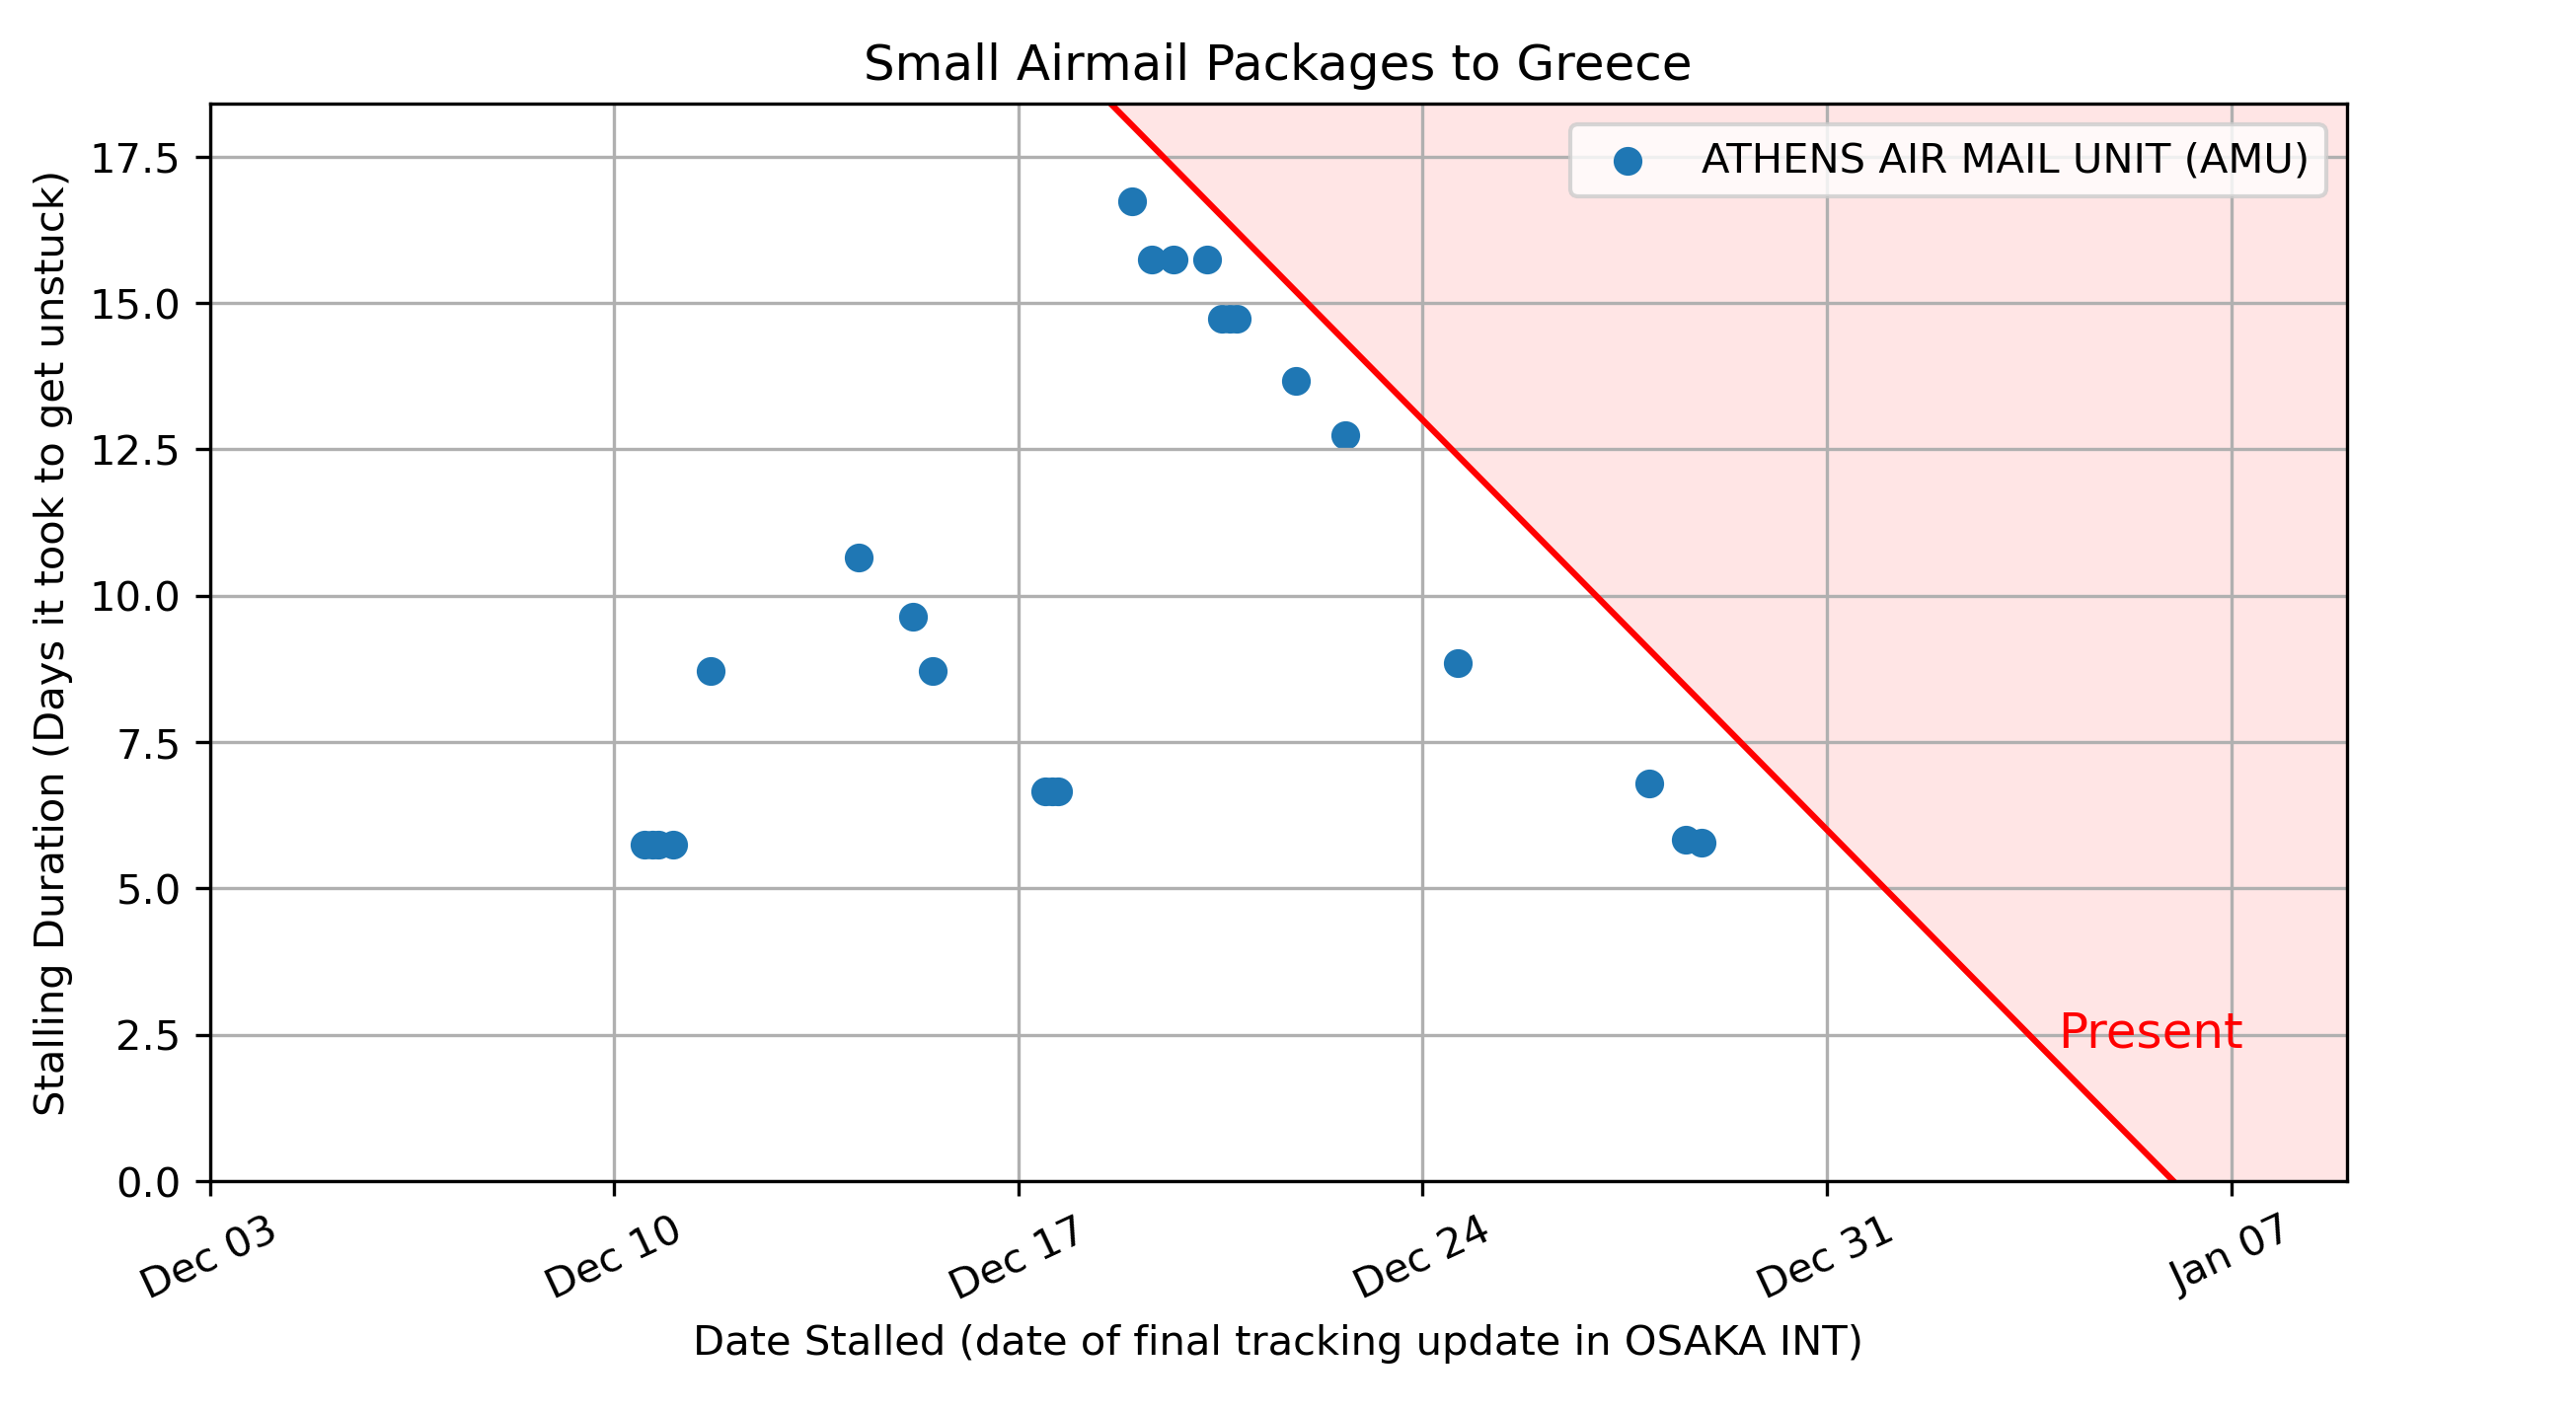 Small Airmail Packages to Greece
ATHENS AIR MAIL UNIT (AMU)
Stalling Duration (Days it took to get unstuck)
17.5
15.0
12.5
10.0
7.5
5.0
2.5
0.0
Present
Dec 03
Dec 10
Dec 17
Dec 24
Dec 31
Jan 07
Date Stalled (date of final tracking update in OSAKA INT)